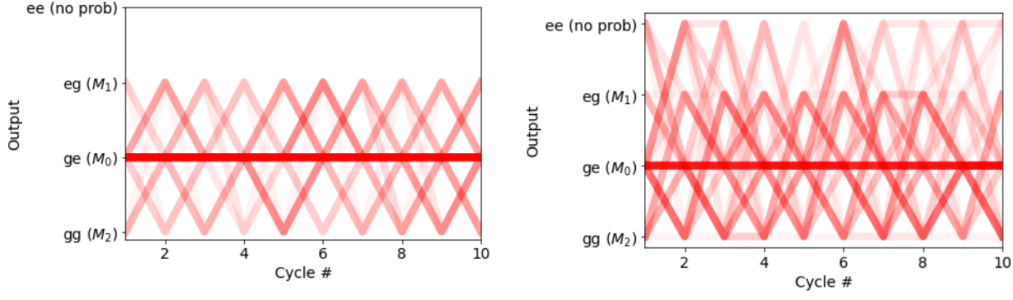 ee (no prob)
eg (M₁)
ge (M₀)
gg (M₂)
Output
2 4 6 8 10
Cycle #
ee (no prob)
eg (M₁)
ge (M₀)
gg (M₂)
Output
2 4 6 8 10
Cycle #